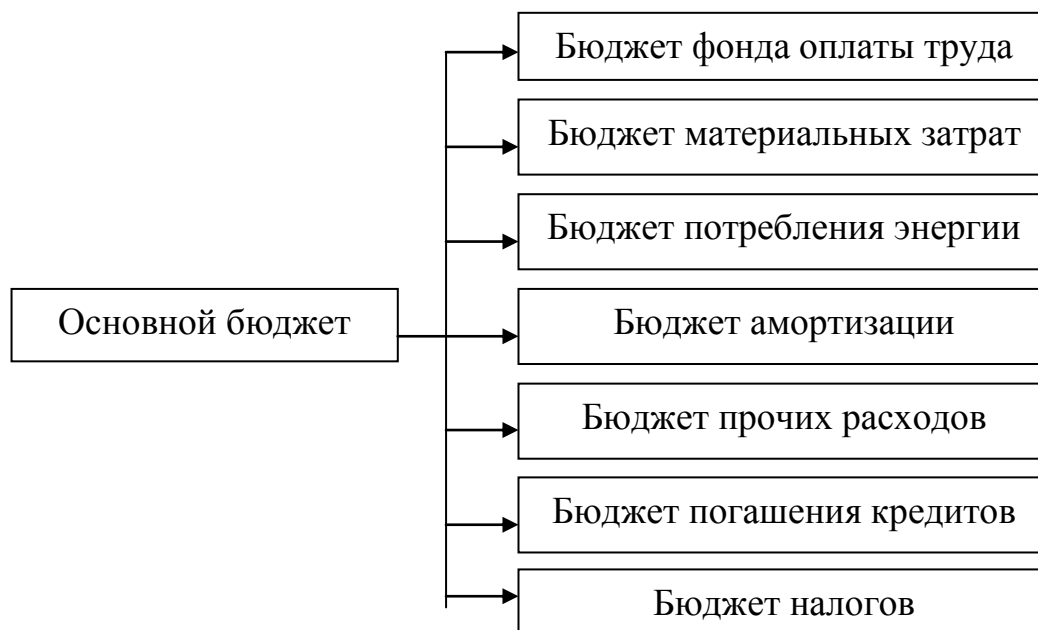 Бюджет фонда оплаты труда
Бюджет материальных затрат
Бюджет потребления энергии
Основной бюджет
Бюджет амортизации
Бюджет прочих расходов
Бюджет погашения кредитов
Бюджет налогов